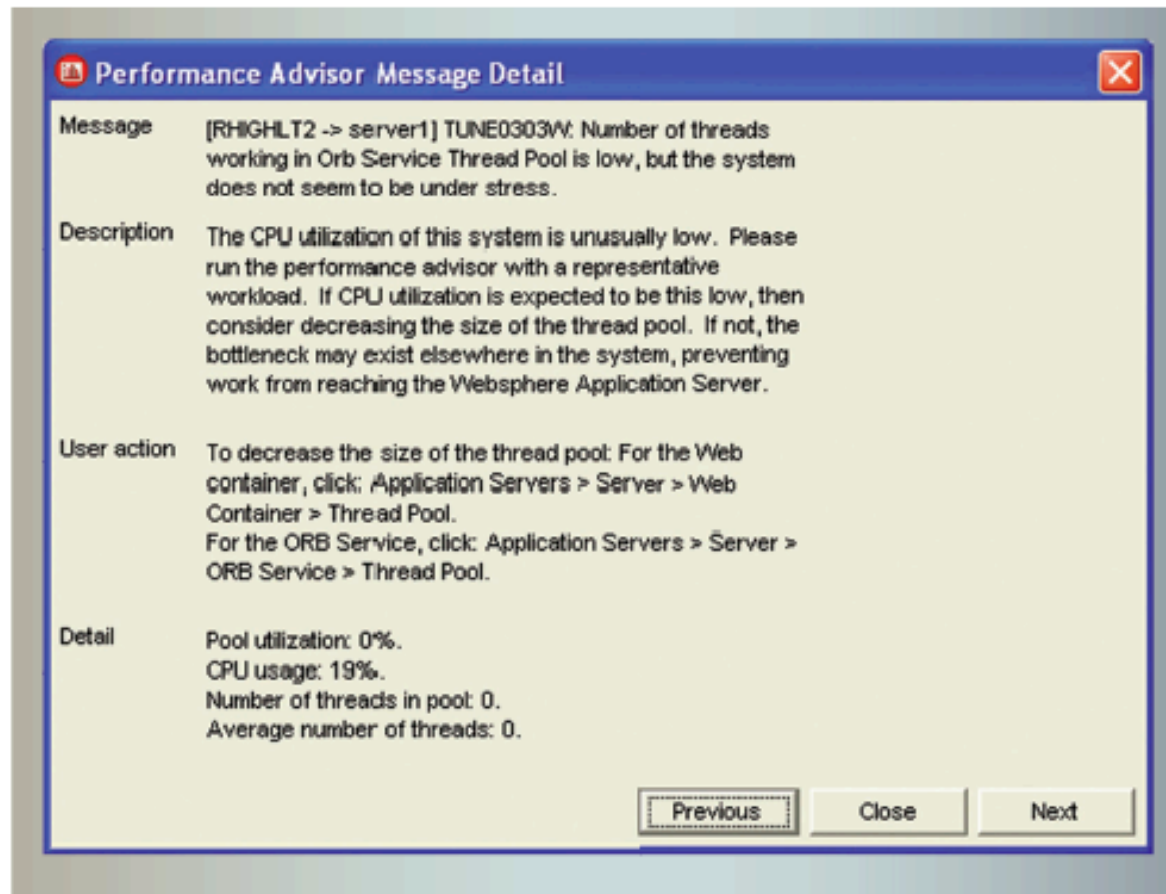 Performance Advisor Message Detail
Message
[RHIGHLT2 -> server1] TUNE0303W: Number of threads
working in Orb Service Thread Pool is low, but the system
does not seem to be under stress.
Description
The CPU utilization of this system is unusually low. Please
run the performance advisor with a representative
workload. If CPU utilization is expected to be this low, then
consider decreasing the size of the thread pool. If not, the
bottleneck may exist elsewhere in the system, preventing
work from reaching the Websphere Application Server.
User action
To decrease the size of the thread pool: For the Web
container, click: Application Servers > Server > Web
Container > Thread Pool.
For the ORB Service, click: Application Servers > Server >
ORB Service > Thread Pool.
Detail
Pool utilization: 0%.
CPU usage: 19%.
Number of threads in pool: 0.
Average number of threads: 0.
Previous
Close
Next